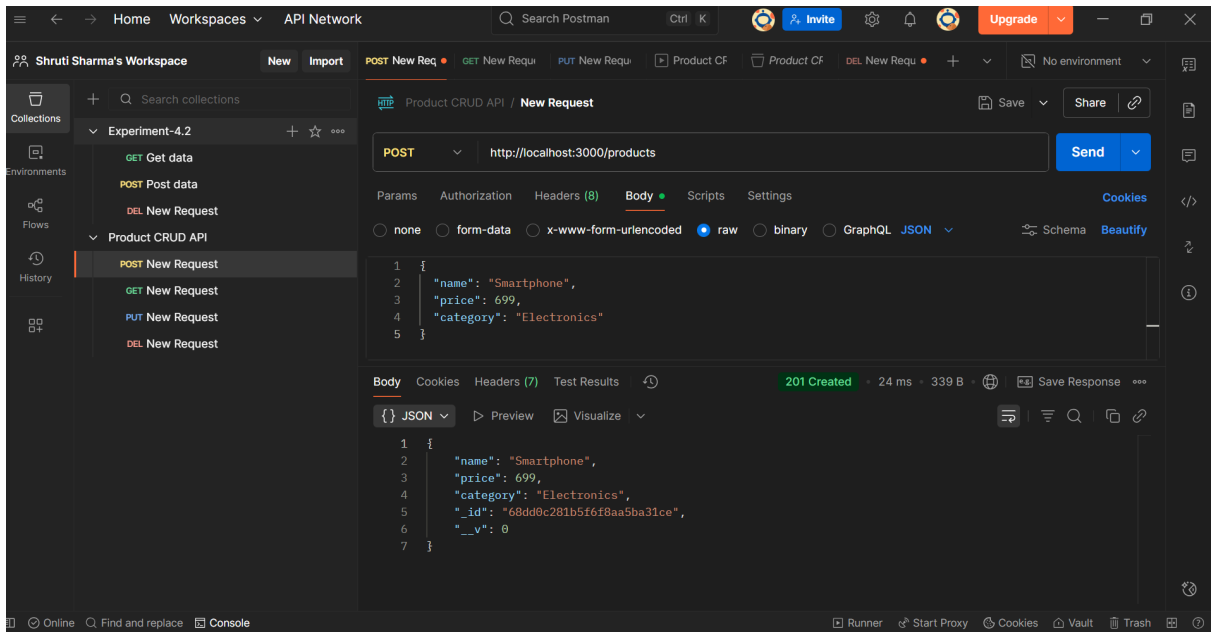 Home Workspaces API Network Search Postman Ctrl K Invite Upgrade
Shruti Sharma's Workspace New Import POST New Req GET New Requ PUT New Requ Product CF Product CF DEL New Requ No environment
Collections
Search collections
Product CRUD API / New Request Save Share
Experiment-4.2
GET Get data
POST http://localhost:3000/products Send
Environments
POST Post data
DEL New Request
Params Authorization Headers (8) Body Scripts Settings Cookies
Flows
Product CRUD API
none form-data x-www-form-urlencoded raw binary GraphQL JSON Schema Beautify
POST New Request
History
GET New Request
PUT New Request
DEL New Request
1 {
2 "name": "Smartphone",
3 "price": 699,
4 "category": "Electronics"
5 }
Body Cookies Headers (7) Test Results 201 Created 24 ms 339 B e.g. Save Response
{} JSON Preview Visualize
1 {
2 "name": "Smartphone",
3 "price": 699,
4 "category": "Electronics",
5 "_id": "68dd0c281b5f6f8aa5ba31ce",
6 "__v": 0
7 }
Online Find and replace Console Runner Start Proxy Cookies Vault Trash